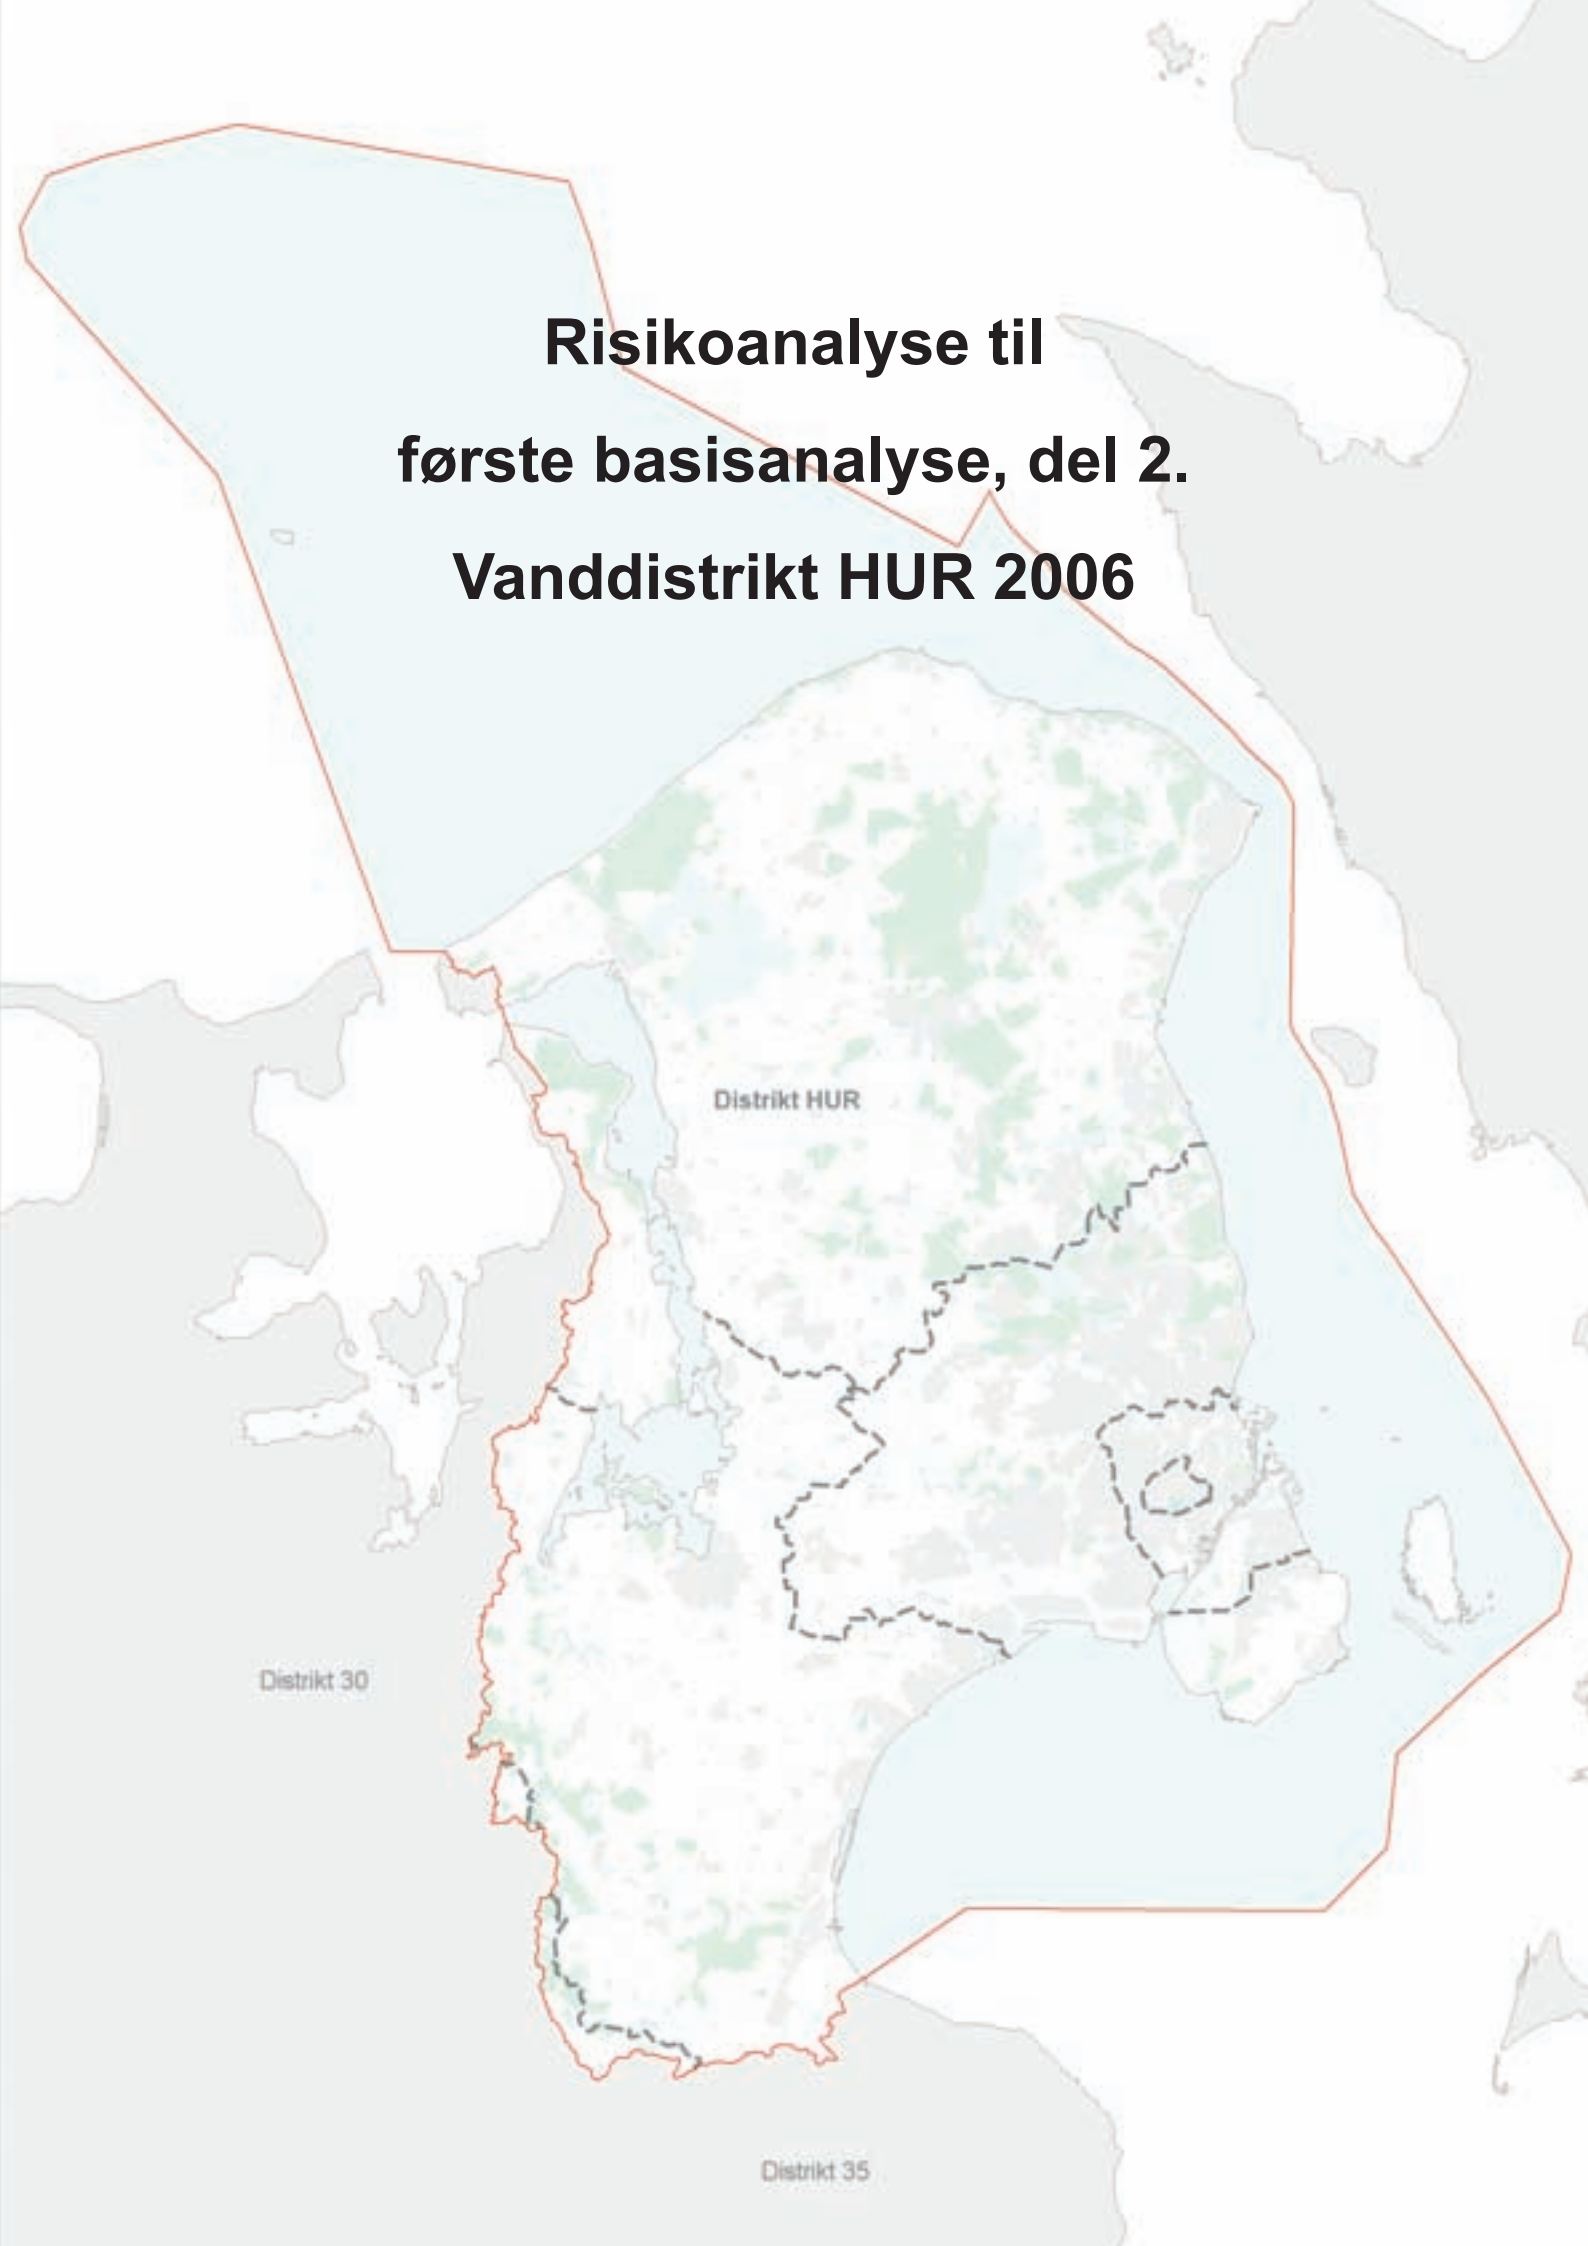 Risikoanalyse til
første basisanalyse, del 2.
Vanddistrikt HUR 2006
Distrikt HUR
Distrikt 30
Distrikt 35